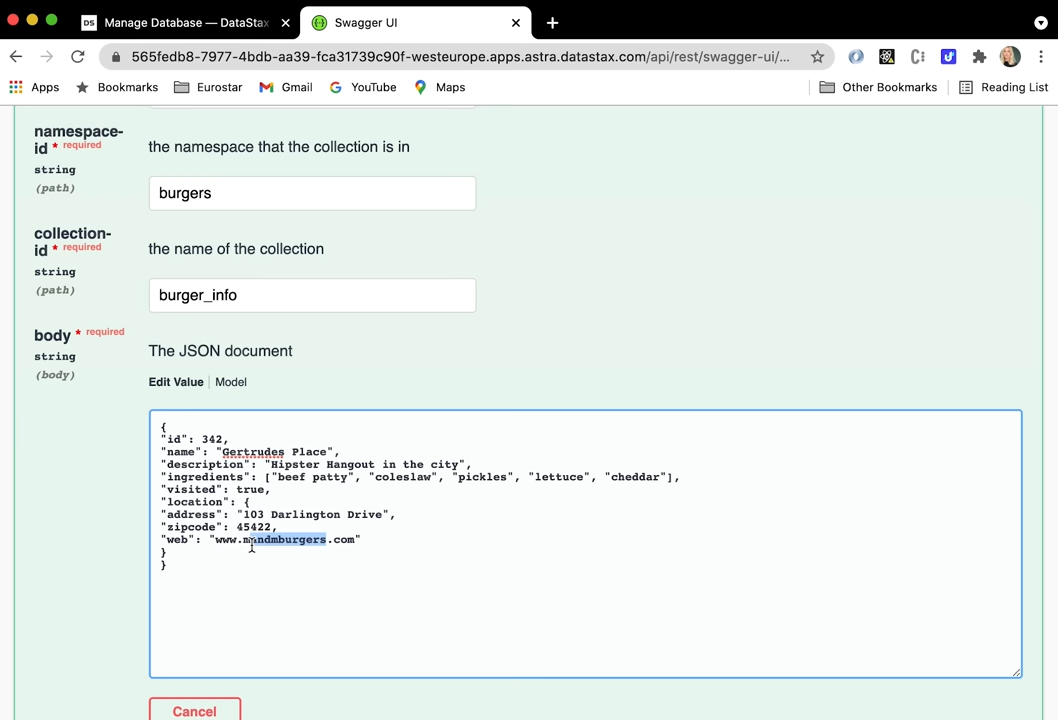 DS Manage Database — DataStax
Swagger UI
565fedb8-7977-4bdb-aa39-fca31739c90f-westeurope.apps.astra.datastax.com/api/rest/swagger-ui/...
Apps Bookmarks Eurostar Gmail YouTube Maps Other Bookmarks Reading List
namespace-
id * required
string
(path)
the namespace that the collection is in
burgers
collection-
id * required
string
(path)
the name of the collection
burger_info
body * required
string
(body)
The JSON document
Edit Value | Model
{
"id": 342,
"name": "Gertrudes Place",
"description": "Hipster Hangout in the city",
"ingredients": ["beef patty", "coleslaw", "pickles", "lettuce", "cheddar"],
"visited": true,
"location": {
"address": "103 Darlington Drive",
"zipcode": 45422,
"web": "www.mandmburgers.com"
}
}
Cancel